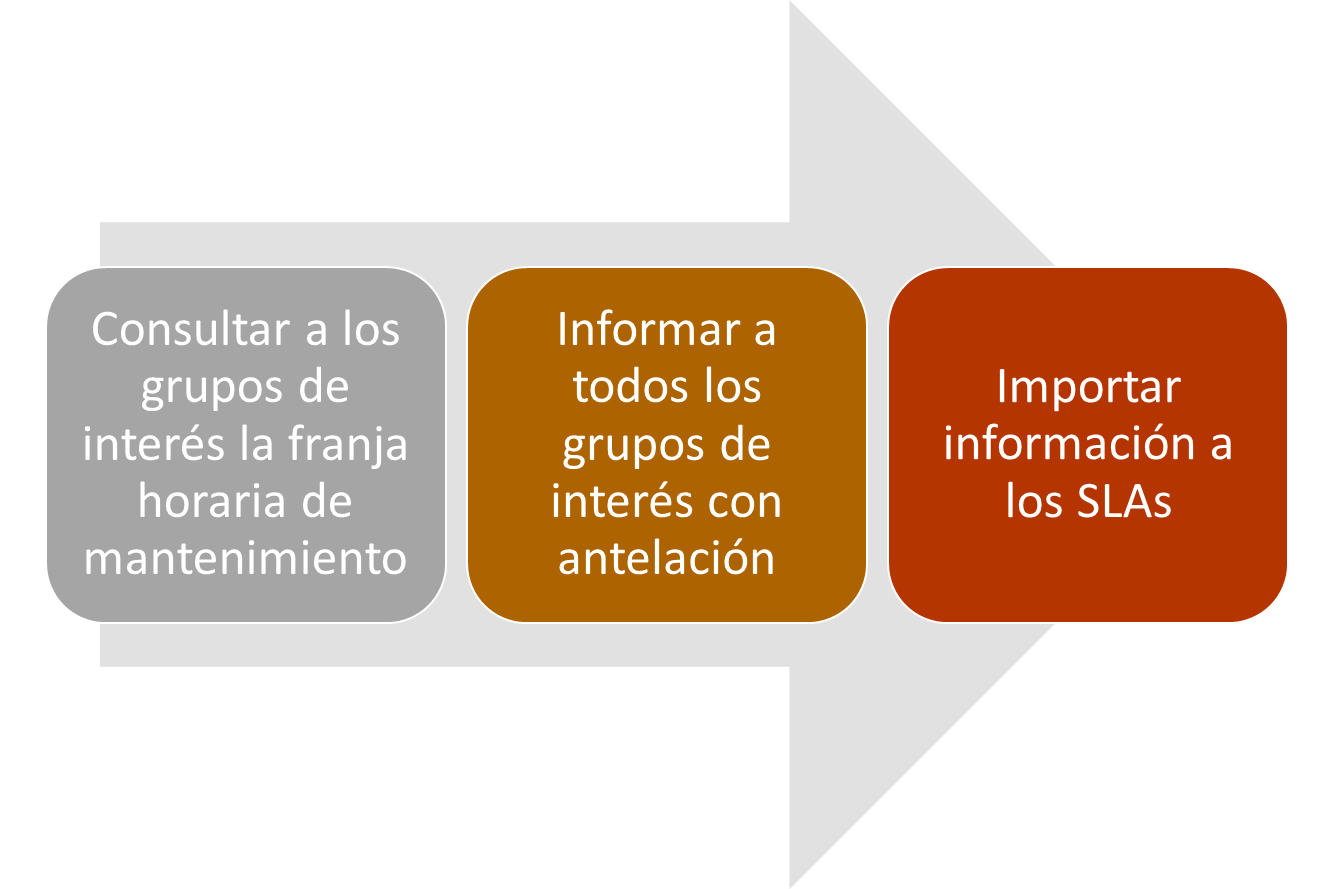 Consultar a los
grupos de
interés la franja
horaria de
mantenimiento
Informar a
todos los
grupos de
interés con
antelación
Importar
información a
los SLAs